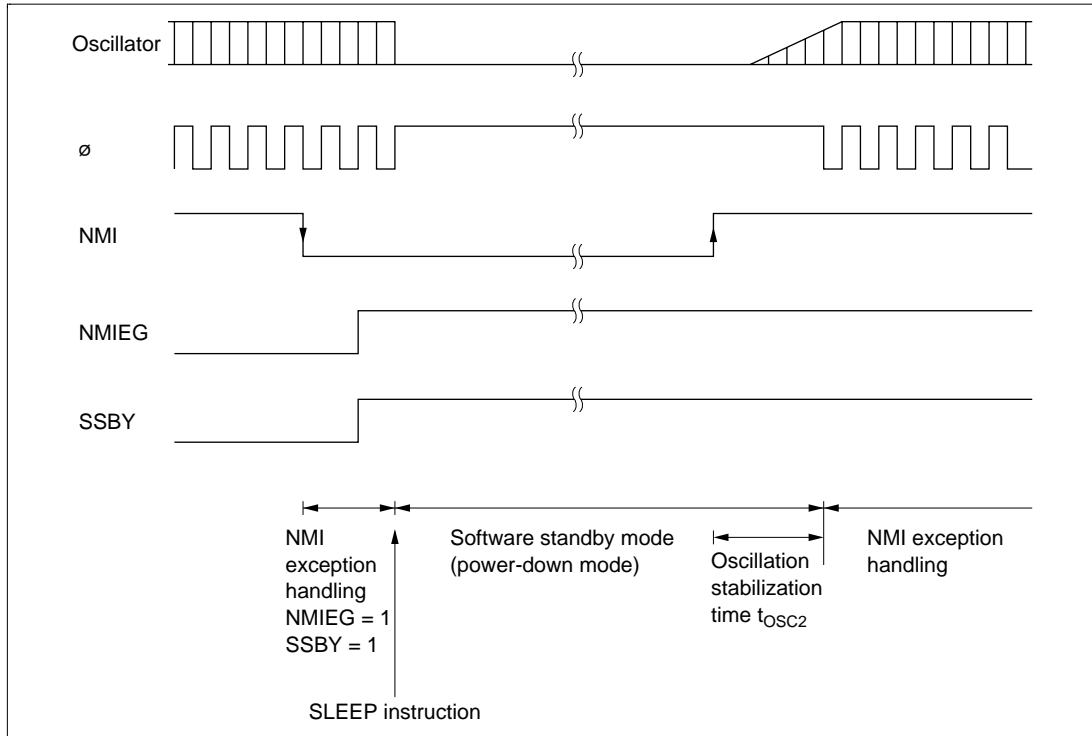 Oscillator
ø
NMI
NMIEG
SSBY
NMI
exception
handling
NMIEG = 1
SSBY = 1
Software standby mode
(power-down mode)
Oscillation
stabilization
time tOSC2
NMI exception
handling
SLEEP instruction